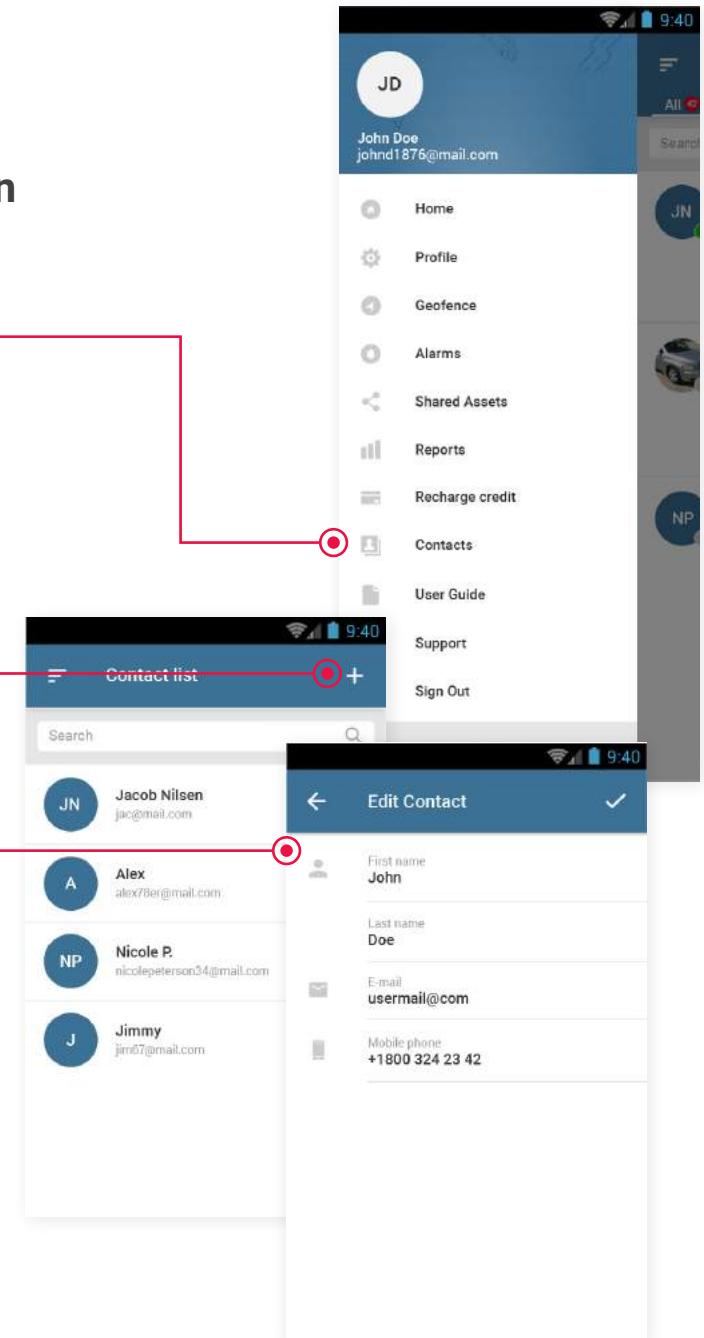 n
9:40
JD
John Doe
johnd1876@mail.com
All
Search
Home
JN
Profile
Geofence
Alarms
Shared Assets
Reports
Recharge credit
NP
Contacts
User Guide
Support
Sign Out
9:40
Contact list
Search
JN
Jacob Nilsen
jac@mail.com
A
Alex
alex78er@mail.com
NP
Nicole P.
nicolepeterson34@mail.com
J
Jimmy
jim67@mail.com
9:40
Edit Contact
First name
John
Last name
Doe
E-mail
usermail@com
Mobile phone
+1800 324 23 42